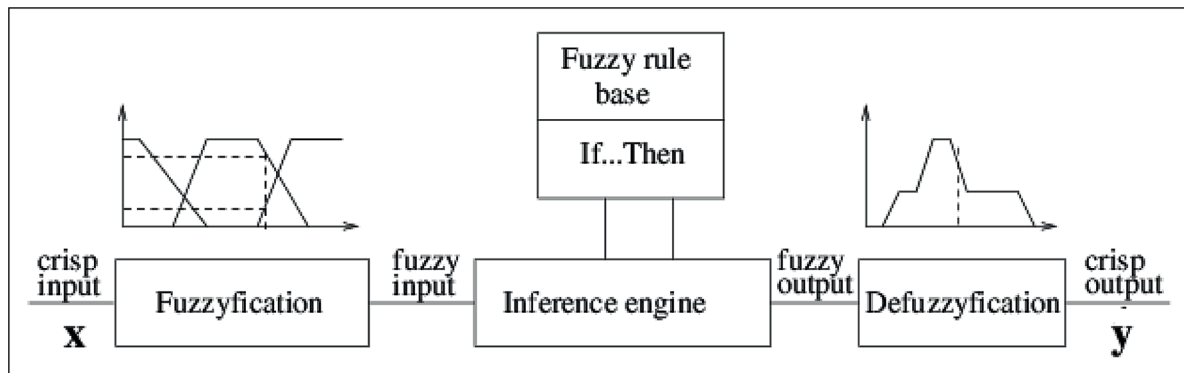 Fuzzy rule
base
If...Then
crisp
input
x
Fuzzyfication
fuzzy
input
Inference engine
fuzzy
output
Defuzzyfication
crisp
output
y